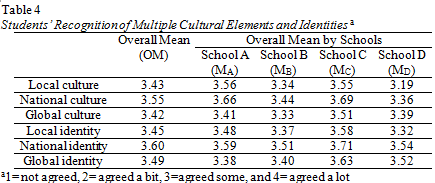 Table 4
Students' Recognition of Multiple Cultural Elements and Identities a
Overall Mean Overall Mean by Schools
(OM) School A School B School C School D
(MA) (MB) (MC) (MD)
Local culture 3.43 3.56 3.34 3.55 3.19
National culture 3.55 3.66 3.44 3.69 3.36
Global culture 3.42 3.41 3.33 3.51 3.39
Local identity 3.45 3.48 3.37 3.58 3.32
National identity 3.60 3.59 3.51 3.71 3.54
Global identity 3.49 3.38 3.40 3.63 3.52
a1= not agreed, 2= agreed a bit, 3=agreed some, and 4= agreed a lot